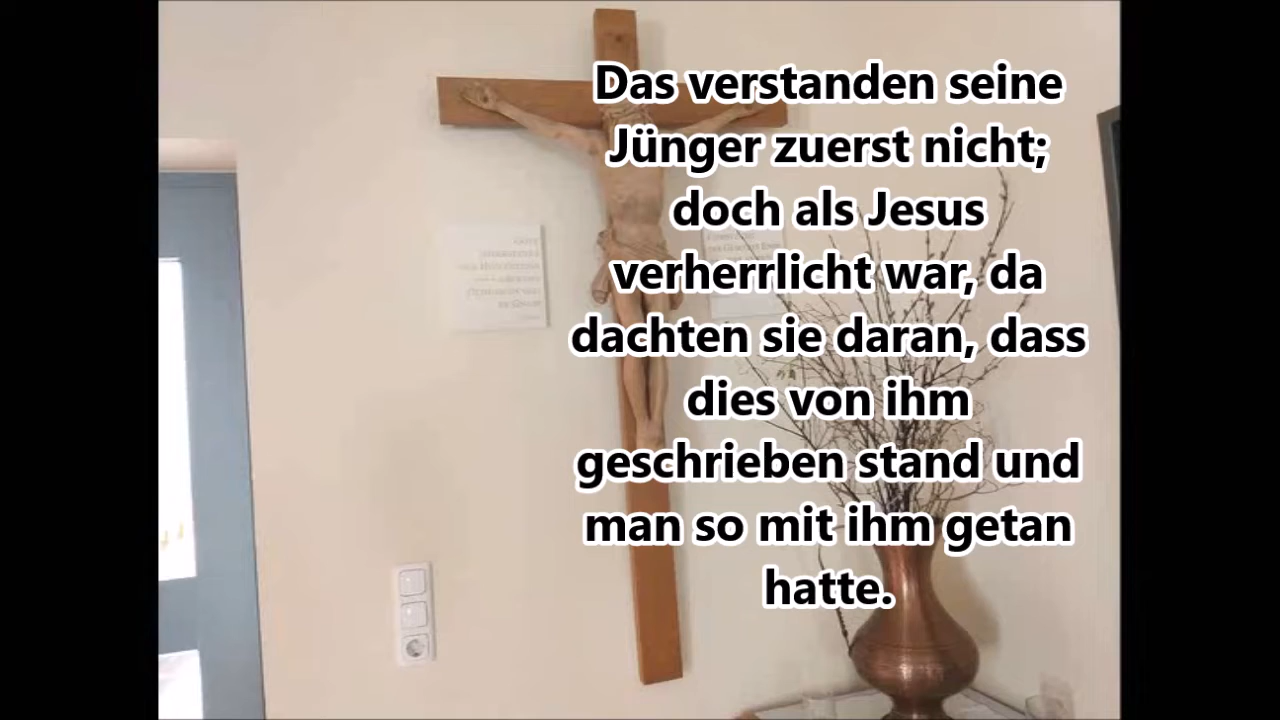 Das verstanden seine
Jünger zuerst nicht;
doch als Jesus
verherrlicht war, da
dachten sie daran, dass
dies von ihm
geschrieben stand und
man so mit ihm getan
hatte.